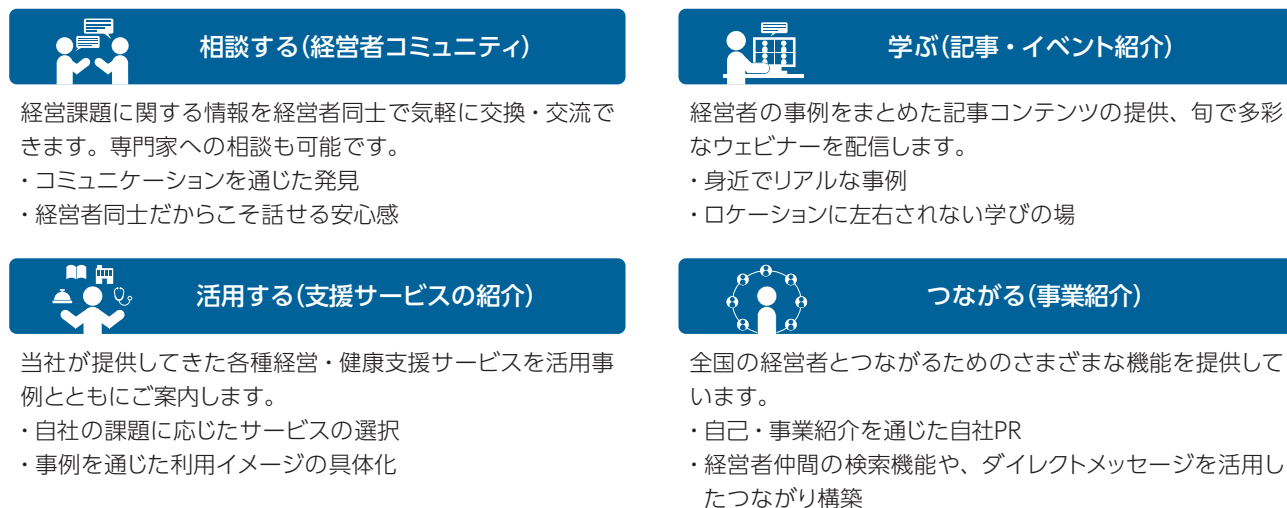 相談する(経営者コミュニティ)
経営課題に関する情報を経営者同士で気軽に交換・交流で
きます。専門家への相談も可能です。
・コミュニケーションを通じた発見
・経営者同士だからこそ話せる安心感
学ぶ(記事・イベント紹介)
経営者の事例をまとめた記事コンテンツの提供、旬で多彩
なウェビナーを配信します。
・身近でリアルな事例
・ロケーションに左右されない学びの場
活用する(支援サービスの紹介)
当社が提供してきた各種経営・健康支援サービスを活用事
例とともにご案内します。
・自社の課題に応じたサービスの選択
・事例を通じた利用イメージの具体化
つながる(事業紹介)
全国の経営者とつながるためのさまざまな機能を提供して
います。
・自己・事業紹介を通じた自社PR
・経営者仲間の検索機能や、ダイレクトメッセージを活用し
たつながり構築